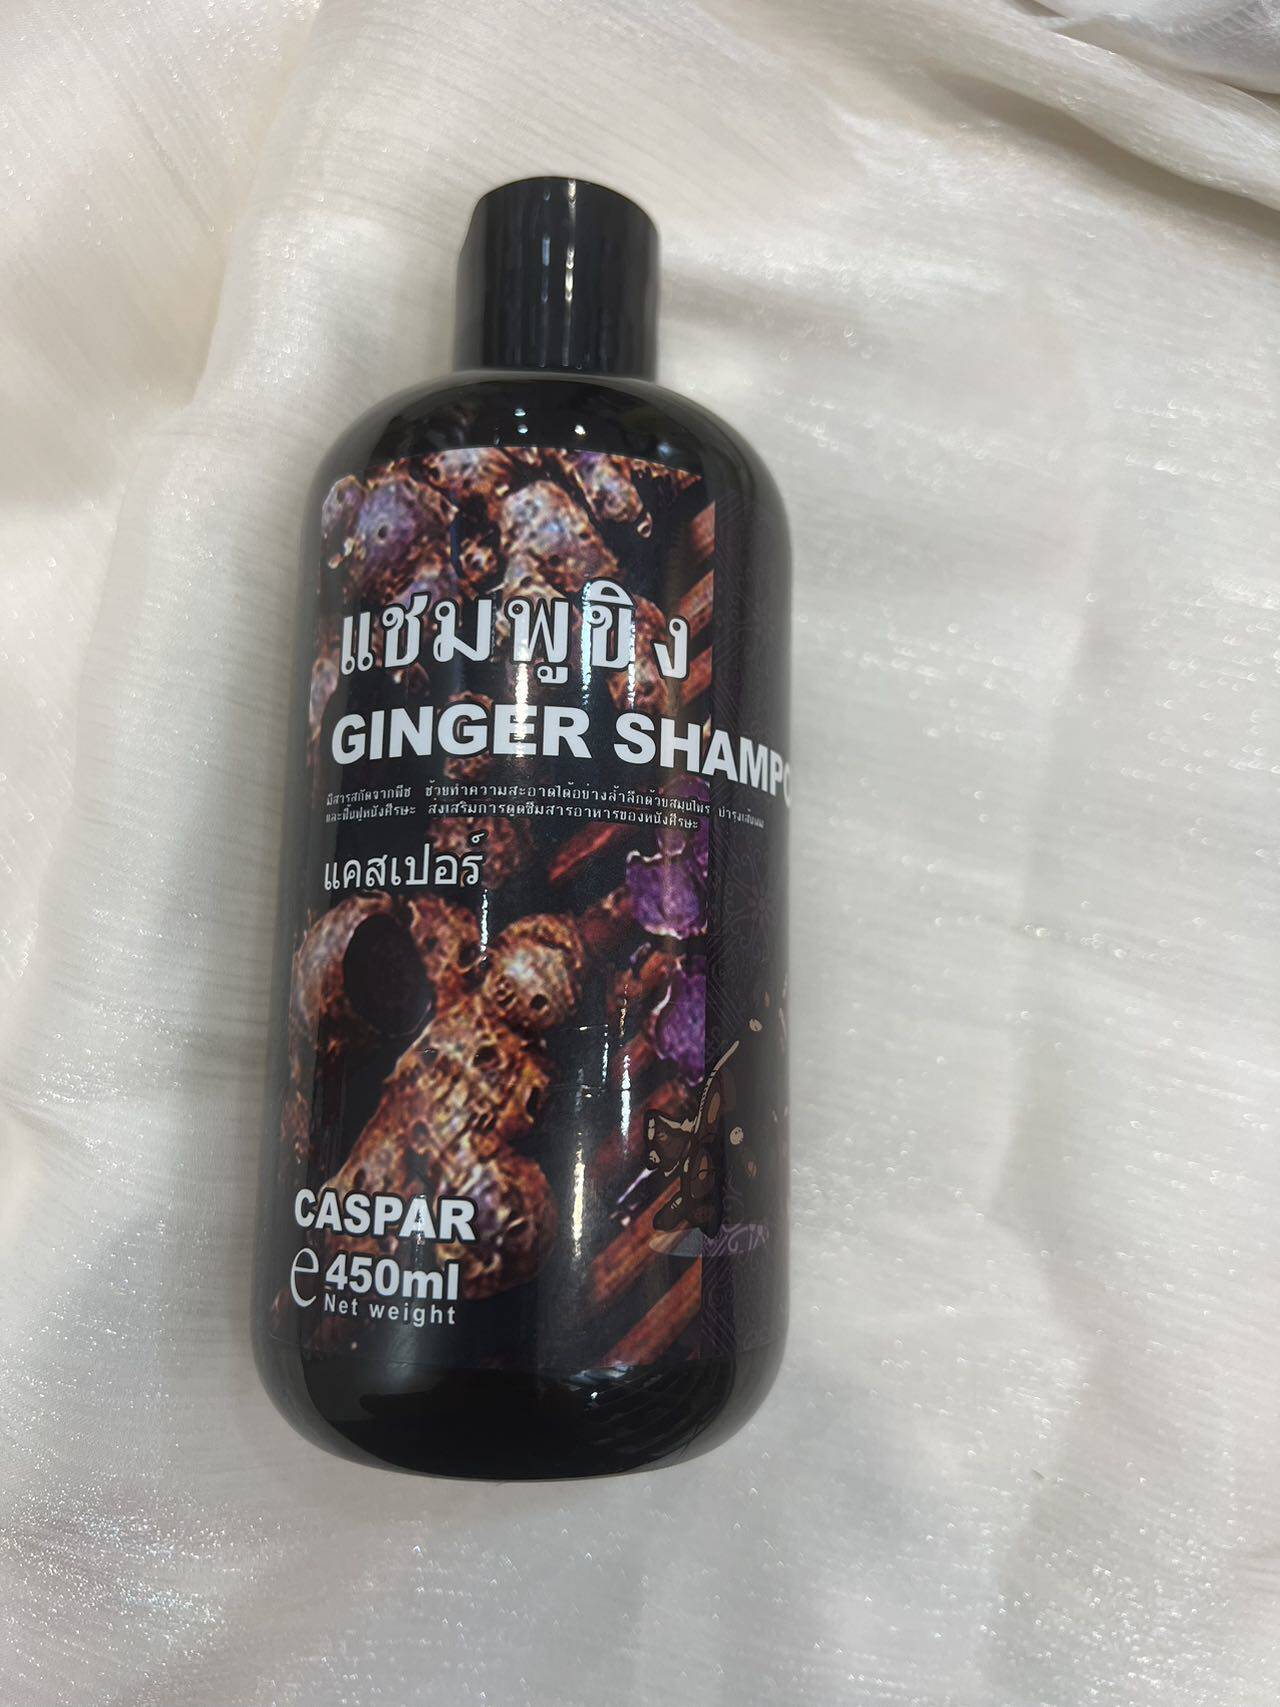 แชมพูขิง
GINGER SHAMPO
มีสารสกัดจากพืช ช่วยทำความสะอาดได้อย่างล้ำลึกด้วยสมุนไพร บำรุงเส้นผม
และฟื้นฟูหนังศีรษะ ส่งเสริมการดูดซึมสารอาหารของหนังศีรษะ
แคสเปอร์
CASPAR
℮ 450ml
Net weight